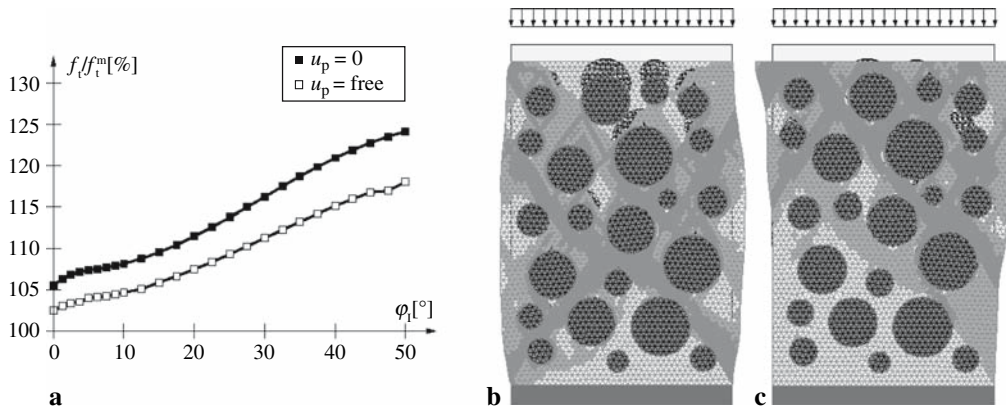 f_t/f_t^m [%]
■ u_p = 0
□ u_p = free
130
125
120
115
110
105
100
φ_I [°]
0 10 20 30 40 50
a b c